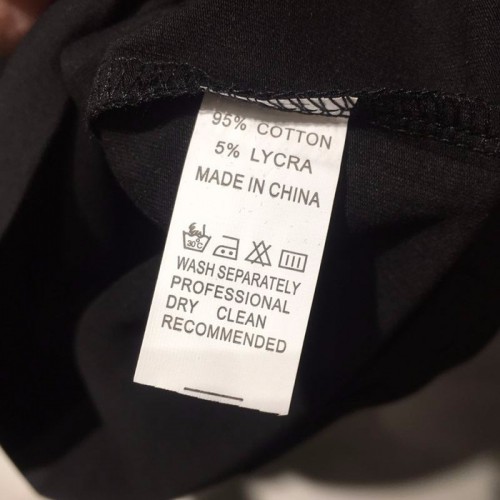 95% COTTON
5% LYCRA
MADE IN CHINA
30°C
WASH SEPARATELY
PROFESSIONAL
DRY CLEAN
RECOMMENDED